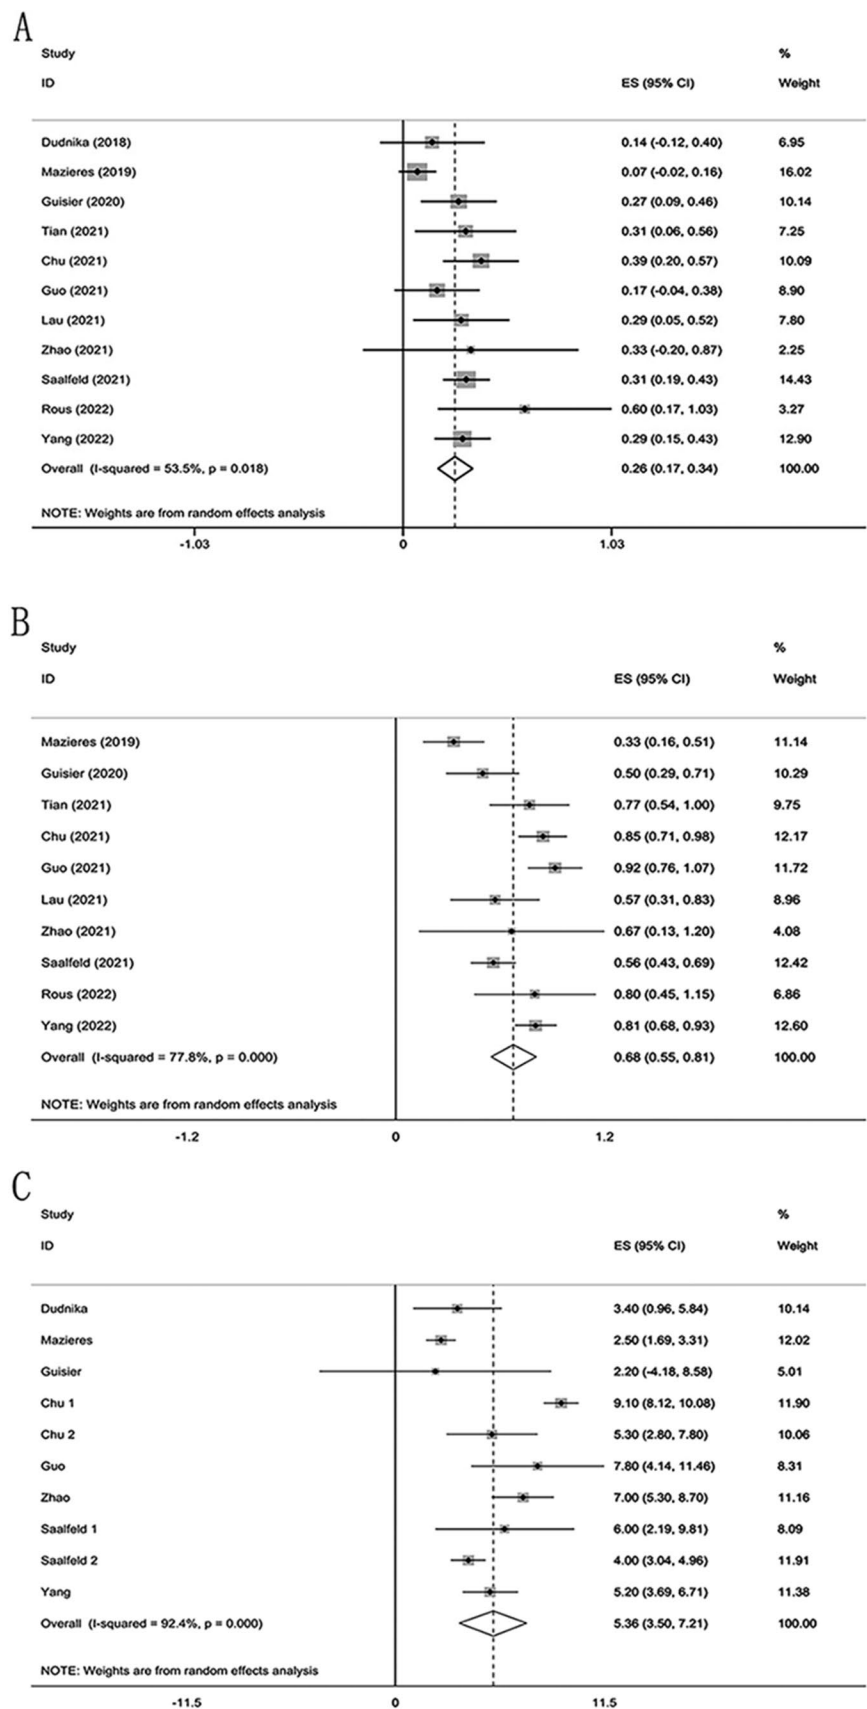 A
Study %
ID ES (95% CI) Weight
Dudnika (2018) 0.14 (-0.12, 0.40) 6.95
Mazieres (2019) 0.07 (-0.02, 0.16) 16.02
Guisier (2020) 0.27 (0.09, 0.46) 10.14
Tian (2021) 0.31 (0.06, 0.56) 7.25
Chu (2021) 0.39 (0.20, 0.57) 10.09
Guo (2021) 0.17 (-0.04, 0.38) 8.90
Lau (2021) 0.29 (0.05, 0.52) 7.80
Zhao (2021) 0.33 (-0.20, 0.87) 2.25
Saalfeld (2021) 0.31 (0.19, 0.43) 14.43
Rous (2022) 0.60 (0.17, 1.03) 3.27
Yang (2022) 0.29 (0.15, 0.43) 12.90
Overall (I-squared = 53.5%, p = 0.018) 0.26 (0.17, 0.34) 100.00
NOTE: Weights are from random effects analysis
-1.03 0 1.03
B
Study %
ID ES (95% CI) Weight
Mazieres (2019) 0.33 (0.16, 0.51) 11.14
Guisier (2020) 0.50 (0.29, 0.71) 10.29
Tian (2021) 0.77 (0.54, 1.00) 9.75
Chu (2021) 0.85 (0.71, 0.98) 12.17
Guo (2021) 0.92 (0.76, 1.07) 11.72
Lau (2021) 0.57 (0.31, 0.83) 8.96
Zhao (2021) 0.67 (0.13, 1.20) 4.08
Saalfeld (2021) 0.56 (0.43, 0.69) 12.42
Rous (2022) 0.80 (0.45, 1.15) 6.86
Yang (2022) 0.81 (0.68, 0.93) 12.60
Overall (I-squared = 77.8%, p = 0.000) 0.68 (0.55, 0.81) 100.00
NOTE: Weights are from random effects analysis
-1.2 0 1.2
C
Study %
ID ES (95% CI) Weight
Dudnika 3.40 (0.96, 5.84) 10.14
Mazieres 2.50 (1.69, 3.31) 12.02
Guisier 2.20 (-4.18, 8.58) 5.01
Chu 1 9.10 (8.12, 10.08) 11.90
Chu 2 5.30 (2.80, 7.80) 10.06
Guo 7.80 (4.14, 11.46) 8.31
Zhao 7.00 (5.30, 8.70) 11.16
Saalfeld 1 6.00 (2.19, 9.81) 8.09
Saalfeld 2 4.00 (3.04, 4.96) 11.91
Yang 5.20 (3.69, 6.71) 11.38
Overall (I-squared = 92.4%, p = 0.000) 5.36 (3.50, 7.21) 100.00
NOTE: Weights are from random effects analysis
-11.5 0 11.5